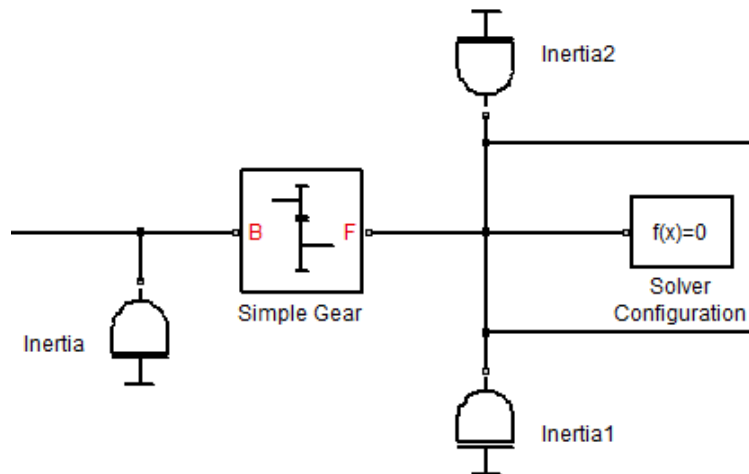 Inertia2
B
F
f(x)=0
Simple Gear
Solver
Configuration
Inertia
Inertia1